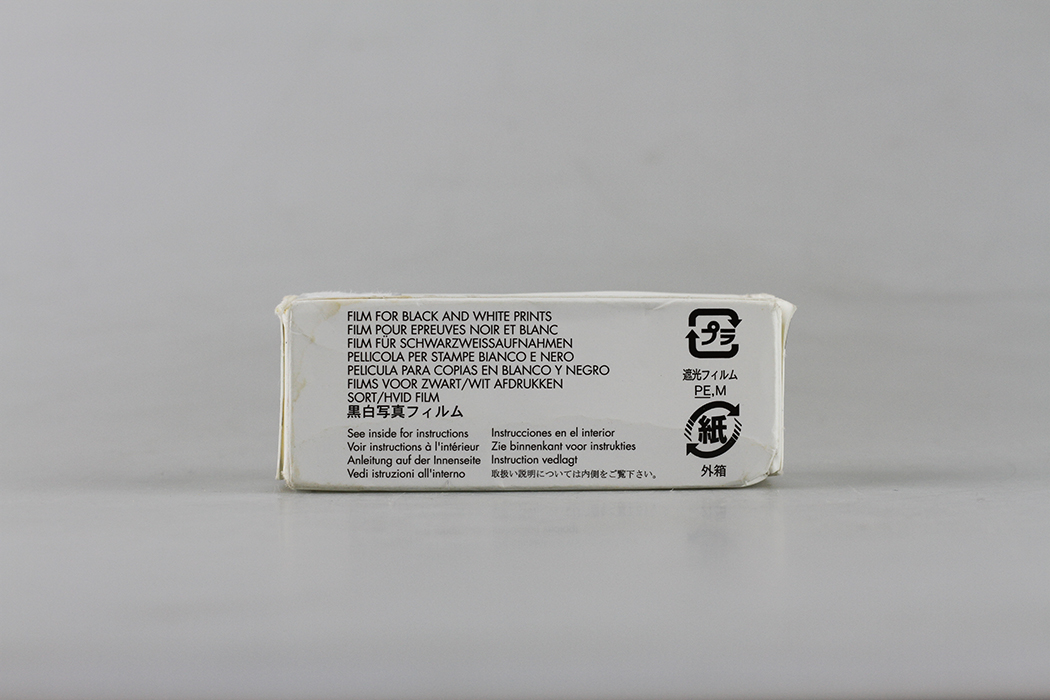 FILM FOR BLACK AND WHITE PRINTS
FILM POUR EPREUVES NOIR ET BLANC
FILM FÜR SCHWARZWEISSAUFNAHMEN
PELLICOLA PER STAMPE BIANCO E NERO
PELICULA PARA COPIAS EN BLANCO Y NEGRO
FILMS VOOR ZWART/WIT AFDRUKKEN
SORT/HVID FILM
黒白写真フィルム
See inside for instructions
Voir instructions à l'intérieur
Anleitung auf der Innenseite
Vedi istruzioni all'interno
Instrucciones en el interior
Zie binnenkant voor instrukties
Instruction vedlagt
取扱い説明については内側をご覧下さい。
プラ
遮光フィルム
PE,M
紙
外箱